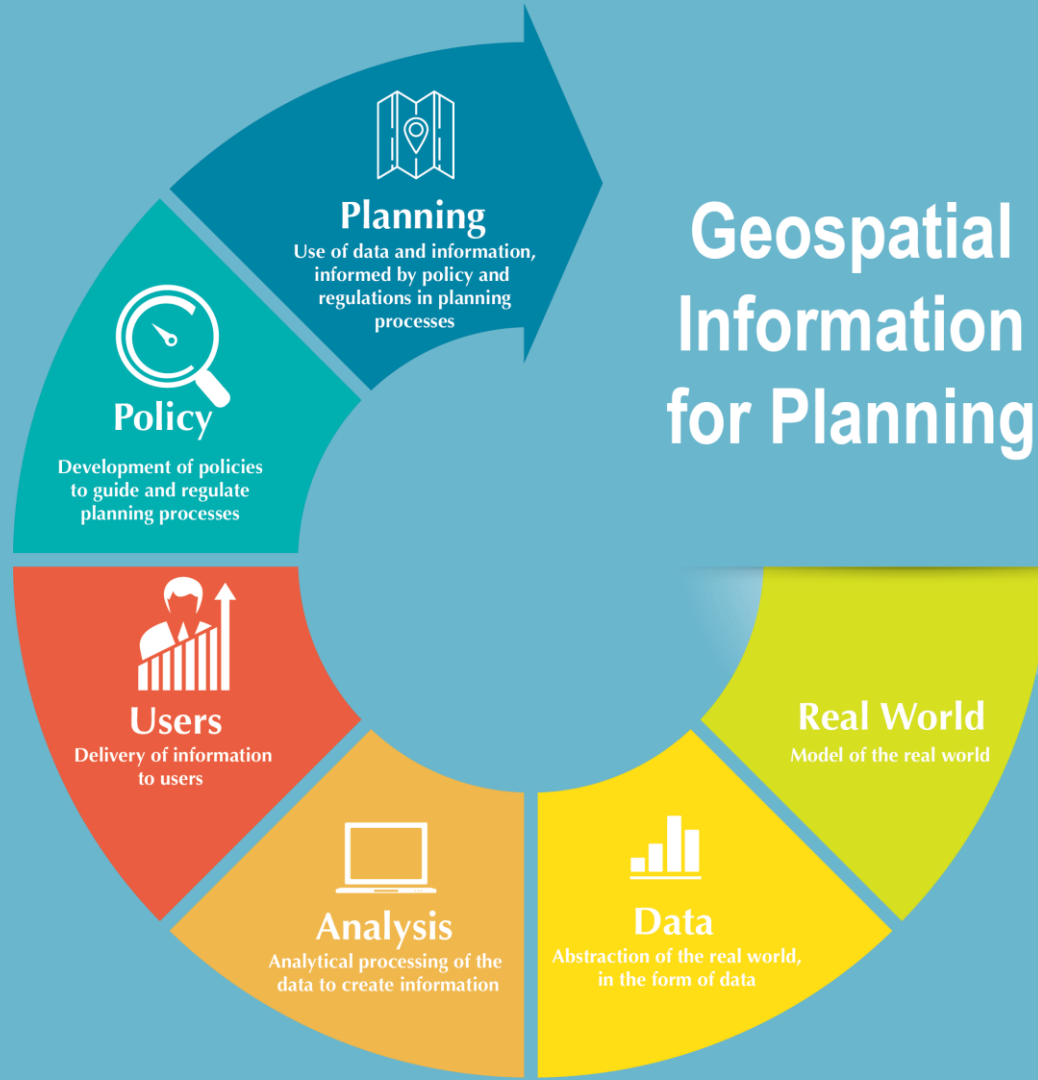 Geospatial
Information
for Planning
Planning
Use of data and information,
informed by policy and
regulations in planning
processes
Policy
Development of policies
to guide and regulate
planning processes
Users
Delivery of information
to users
Analysis
Analytical processing of the
data to create information
Data
Abstraction of the real world,
in the form of data
Real World
Model of the real world